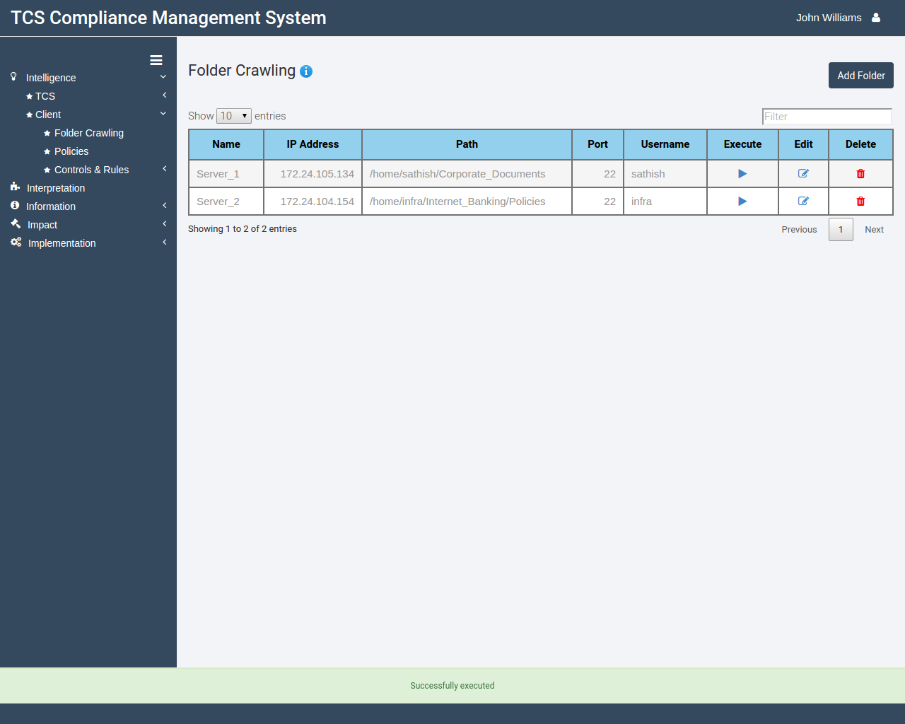 TCS Compliance Management System
John Williams
Intelligence
TCS
Client
Folder Crawling
Policies
Controls & Rules
Interpretation
Information
Impact
Implementation
Folder Crawling
Add Folder
Show 10 entries
Filter
Name IP Address Path Port Username Execute Edit Delete
Server_1 172.24.105.134 /home/sathish/Corporate_Documents 22 sathish
Server_2 172.24.104.154 /home/infra/Internet_Banking/Policies 22 infra
Showing 1 to 2 of 2 entries
Previous 1 Next
Successfully executed